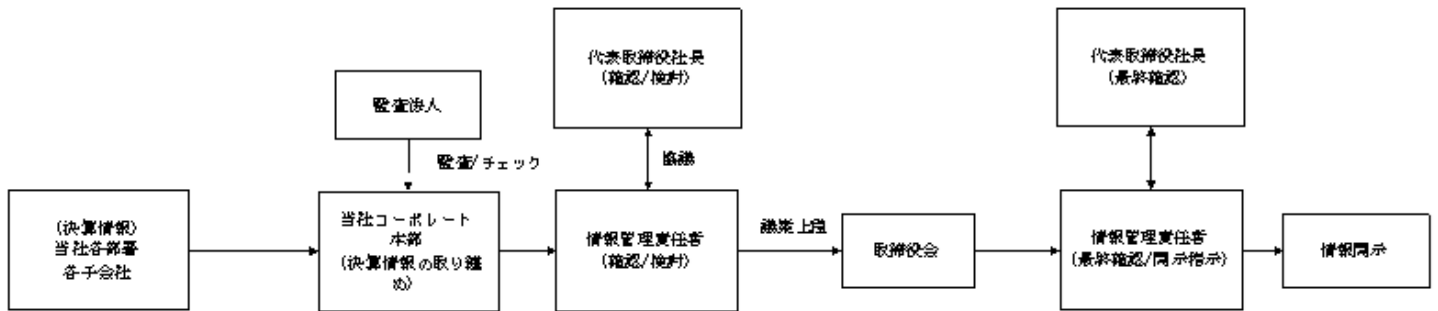 代表取締役社長
(確認/検討)
代表取締役社長
(最終確認)
監査法人
監査/チェック
協議
(決算情報)
当社各部署
各子会社
当社コーポレート
本部
(決算情報の取り纏
め)
情報管理責任者
(確認/検討)
議案上程
取締役会
情報管理責任者
(最終確認/開示指示)
情報開示